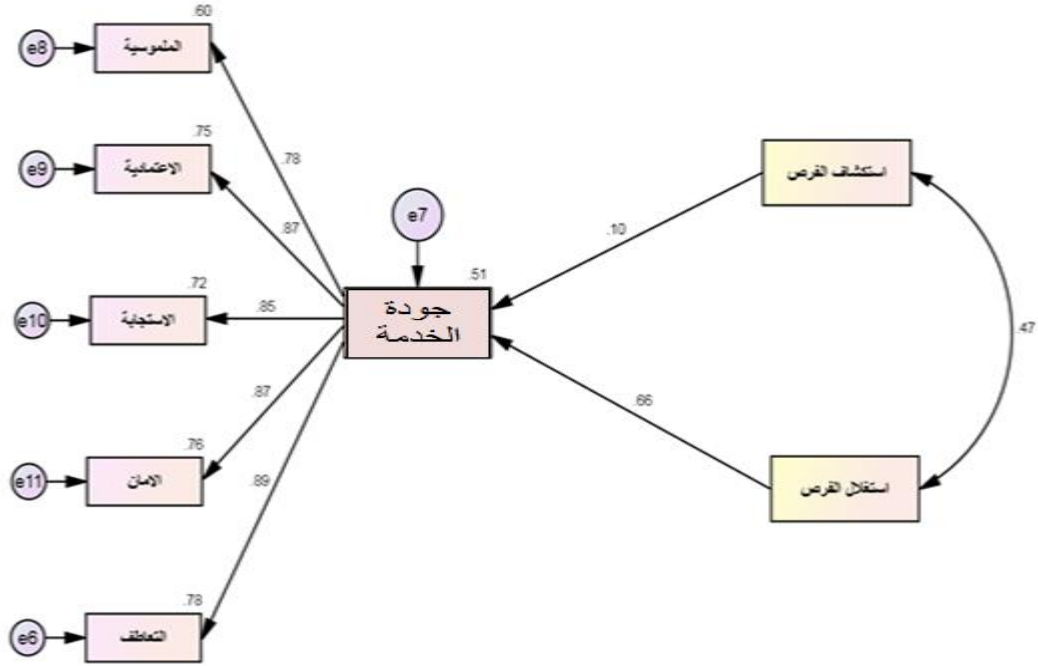 .60
e8
الملموسية
.78
.75
e9
الاعتمادية
.87
e7
استكشاف الفرص
.10
.51
.72
e10
الاستجابة
.85
جودة
الخدمة
.47
.66
.87
.76
e11
الامان
.89
استغلال الفرص
.78
e6
التعاطف